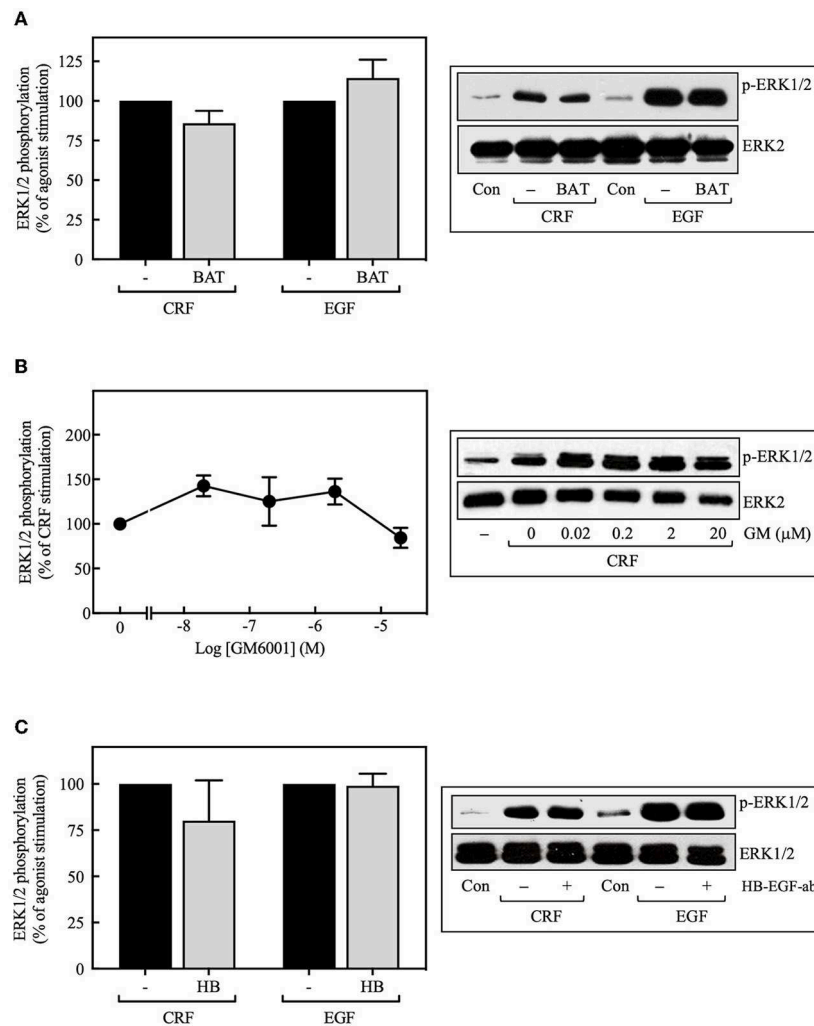 A
ERK1/2 phosphorylation
(% of agonist stimulation)
125
100
75
50
25
0
- BAT - BAT
CRF EGF
p-ERK1/2
ERK2
Con – BAT Con – BAT
CRF EGF
B
ERK1/2 phosphorylation
(% of CRF stimulation)
200
150
100
50
0
0 -8 -7 -6 -5
Log [GM6001] (M)
p-ERK1/2
ERK2
– 0 0.02 0.2 2 20 GM (µM)
CRF
C
ERK1/2 phosphorylation
(% of agonist stimulation)
100
75
50
25
0
- HB - HB
CRF EGF
p-ERK1/2
ERK1/2
Con – + Con – + HB-EGF-ab
CRF EGF